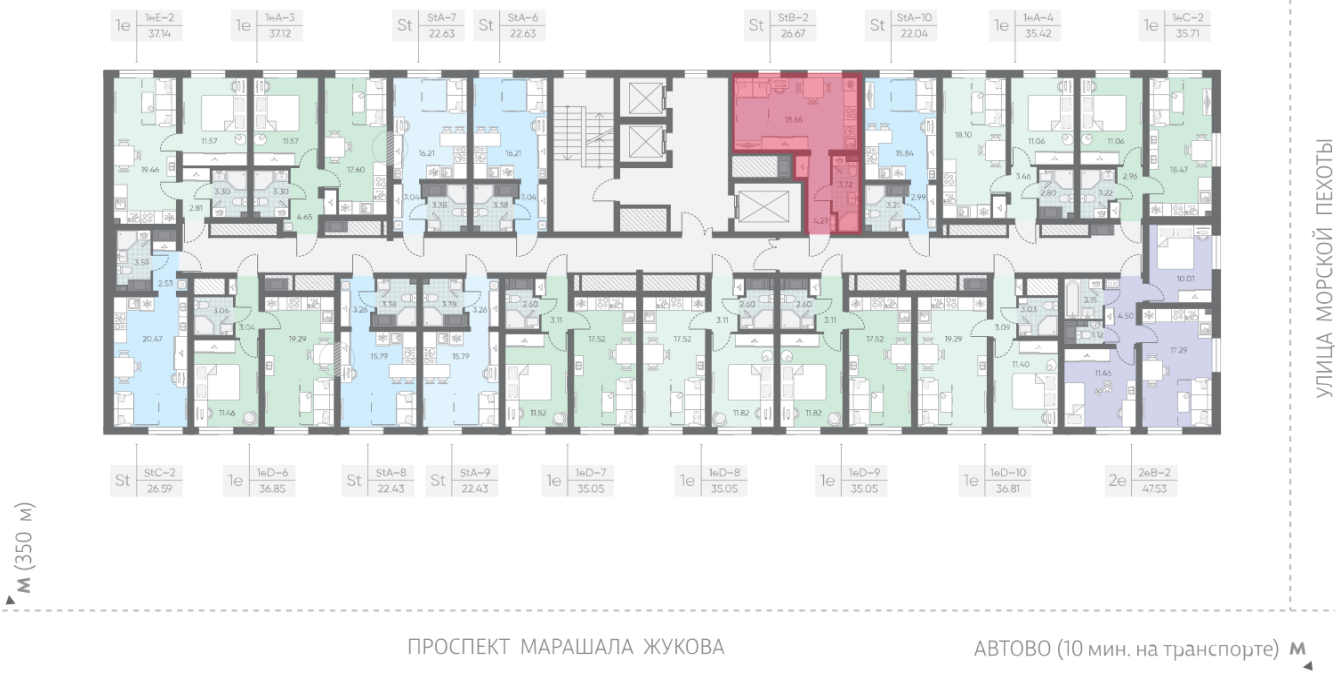 1eE-2
1e
37.14
1eA-3
1e
37.12
StA-7
St
22.63
StA-6
St
22.63
StB-2
St
26.67
StA-10
St
22.04
1eA-4
1e
35.42
1eC-2
1e
35.71
19.46
11.57
11.57
17.60
16.21
16.21
18.66
15.84
18.10
11.06
11.06
18.47
3.30
3.30
2.81
4.65
3.04
3.38
3.38
3.04
3.72
4.29
3.21
2.99
3.46
2.80
3.22
2.96
3.59
2.53
10.01
20.47
3.06
3.04
19.29
11.46
3.26
3.38
3.38
3.26
15.79
15.79
2.60
3.11
17.52
11.82
17.52
3.11
2.60
11.82
2.60
3.11
17.52
11.82
19.29
3.09
3.03
11.40
3.15
4.50
1.12
11.46
17.29
StC-2
St
26.59
1eD-6
1e
36.85
StA-8
St
22.43
StA-9
St
22.43
1eD-7
1e
35.05
1eD-8
1e
35.05
1eD-9
1e
35.05
1eD-10
1e
36.81
2eB-2
2e
47.53
УЛИЦА МОРСКОЙ ПЕХОТЫ
М (350 м)
ПРОСПЕКТ МАРАШАЛА ЖУКОВА
АВТОВО (10 мин. на транспорте) М